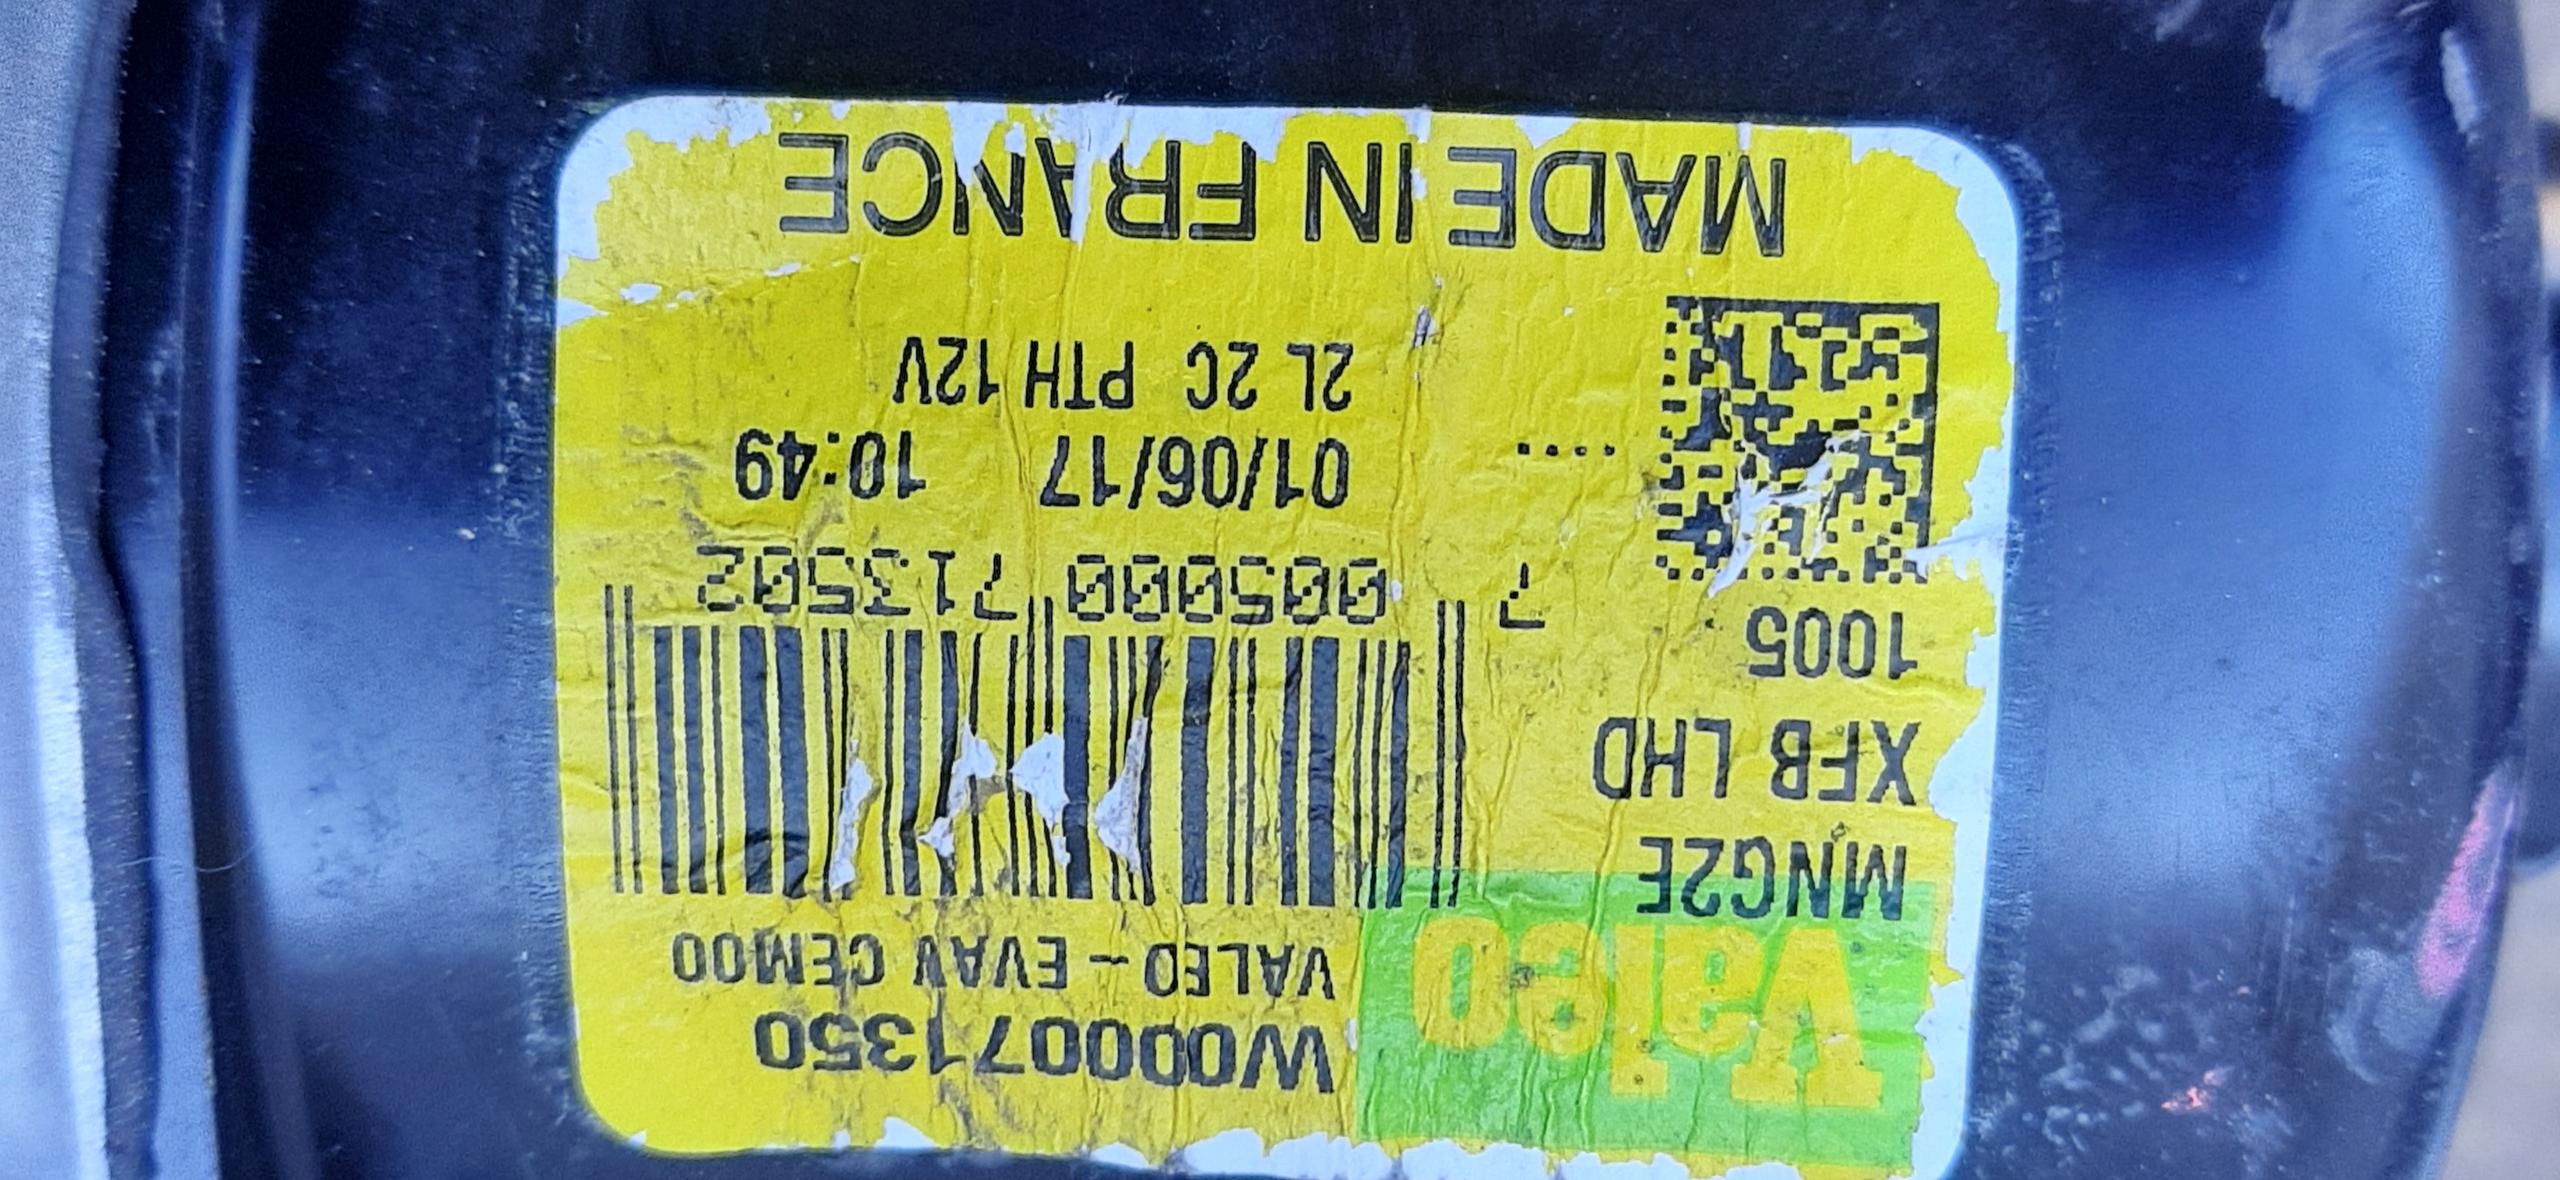 Valeo
W000071350
VALEO - EVAV CEM00
MNG2E
XFB LHD
1005
7 005000 713502
01/06/17 10:49
....
2L 2C PTH 12V
MADE IN FRANCE